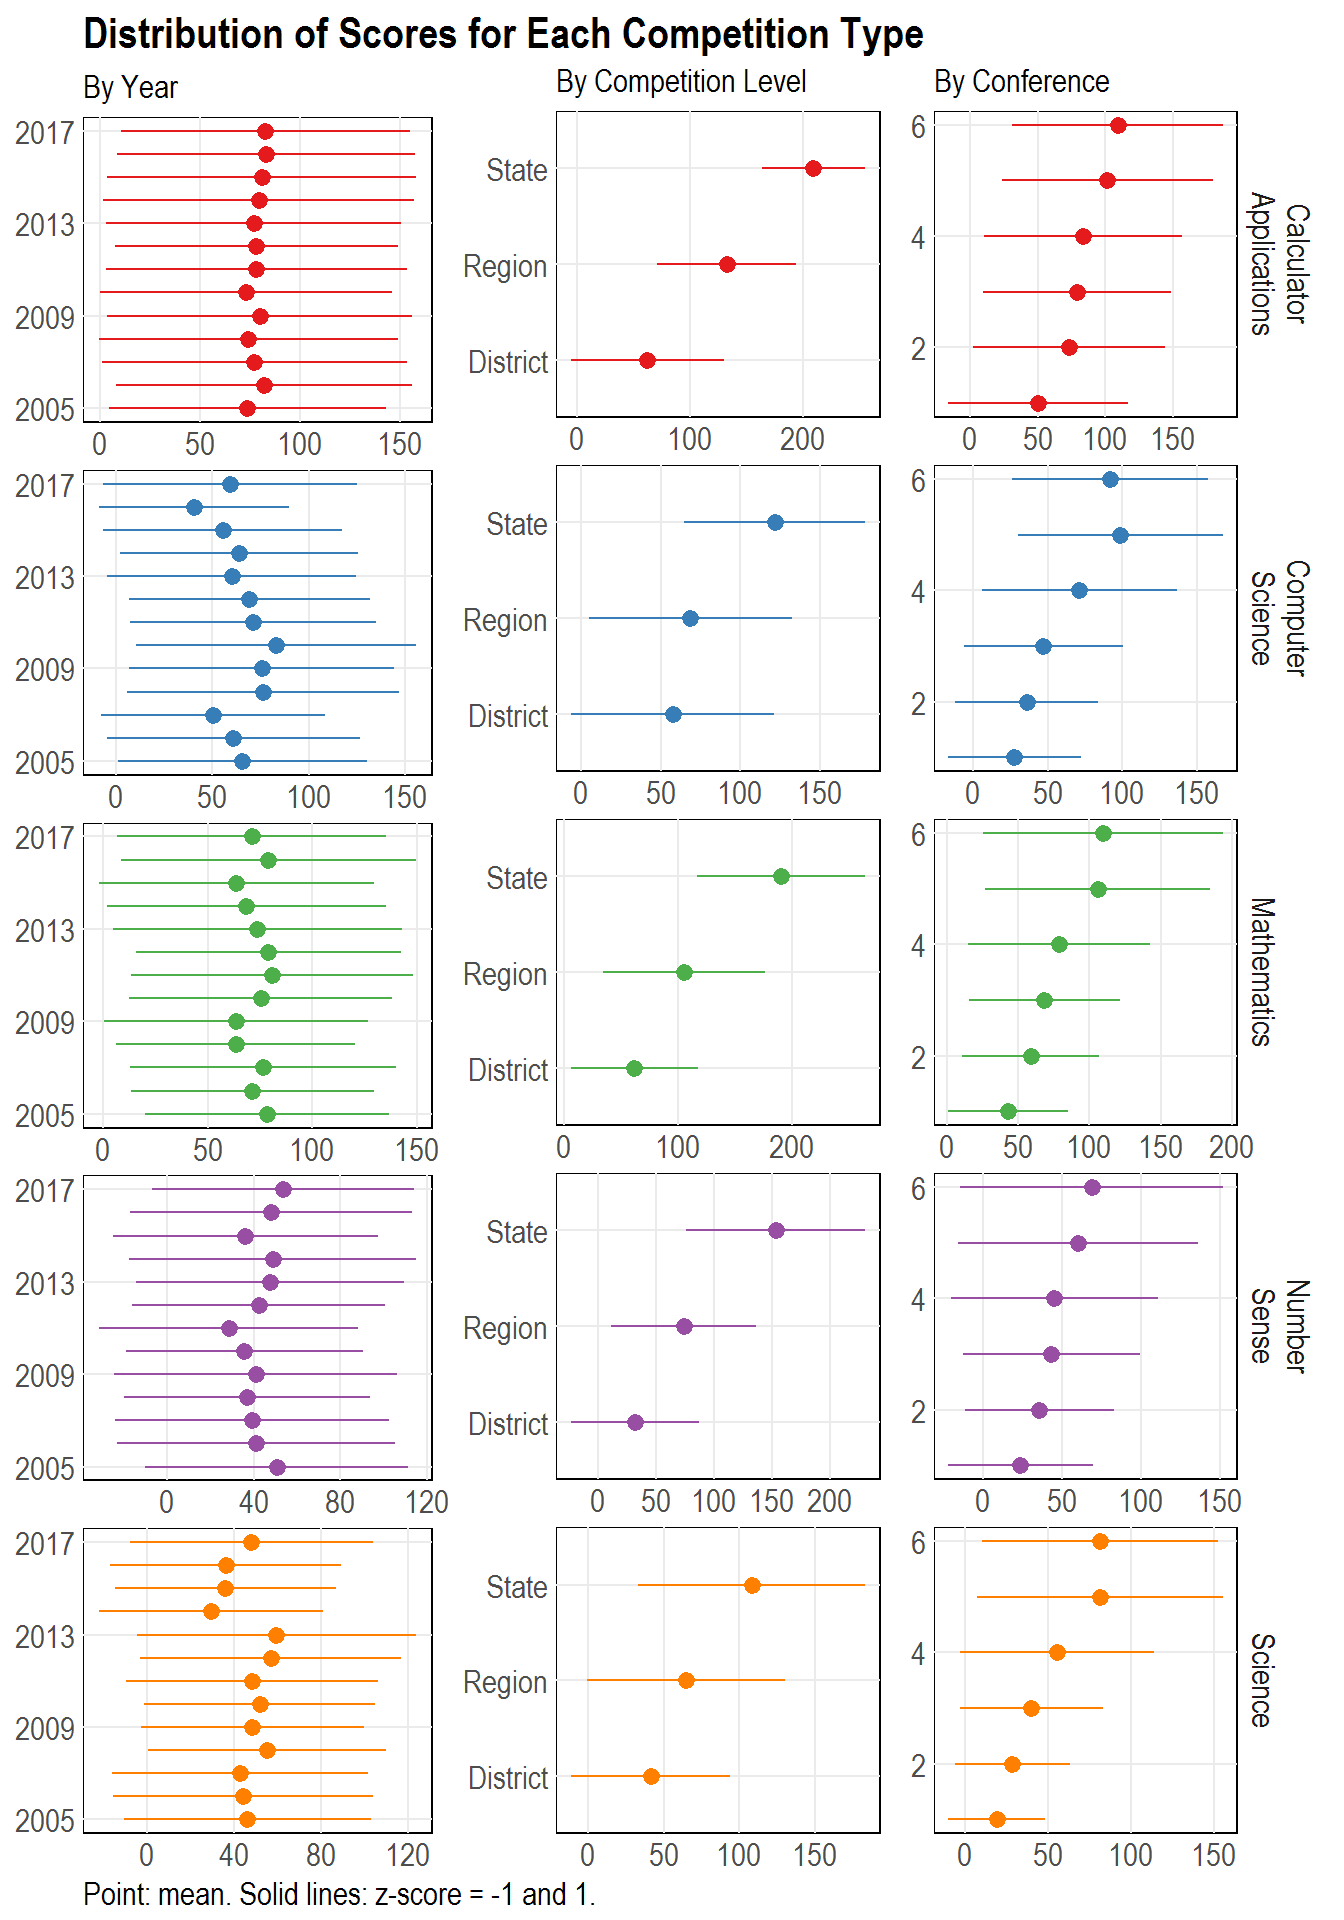 Distribution of Scores for Each Competition Type
By Year
By Competition Level
By Conference
2017
2013
2009
2005
0 50 100 150
State
Region
District
0 100 200
6
4
2
0 50 100 150
Calculator
Applications
2017
2013
2009
2005
0 50 100 150
State
Region
District
0 50 100 150
6
4
2
0 50 100 150
Computer
Science
2017
2013
2009
2005
0 50 100 150
State
Region
District
0 100 200
6
4
2
0 50 100 150 200
Mathematics
2017
2013
2009
2005
0 40 80 120
State
Region
District
0 50 100 150 200
6
4
2
0 50 100 150
Number
Sense
2017
2013
2009
2005
0 40 80 120
State
Region
District
0 50 100 150
6
4
2
0 50 100 150
Science
Point: mean. Solid lines: z-score = -1 and 1.